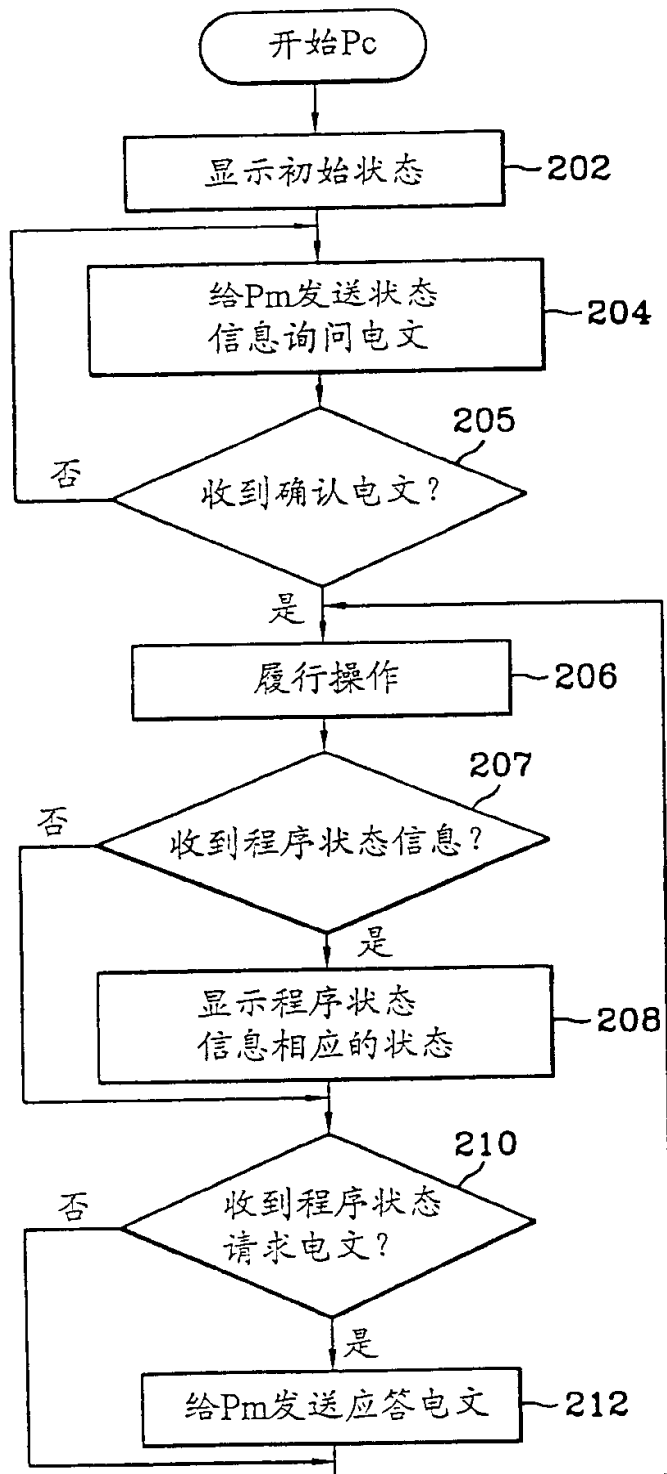 开始Pc
显示初始状态
202
给Pm发送状态
信息询问电文
204
205
收到确认电文？
否
是
履行操作
206
207
收到程序状态信息？
否
是
显示程序状态
信息相应的状态
208
210
收到程序状态
请求电文？
否
是
给Pm发送应答电文
212